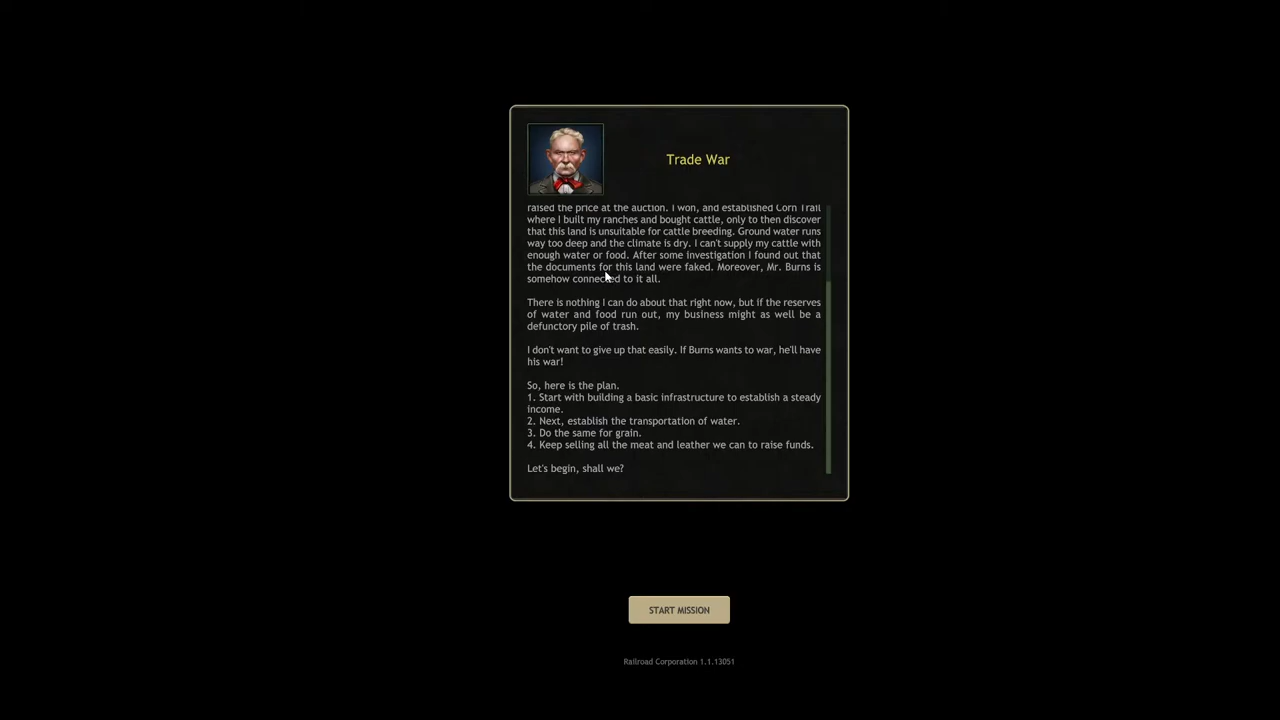 Trade War
raised the price at the auction. I won, and established Corn Trail
where I built my ranches and bought cattle, only to then discover
that this land is unsuitable for cattle breeding. Ground water runs
way too deep and the climate is dry. I can't supply my cattle with
enough water or food. After some investigation I found out that
the documents for this land were faked. Moreover, Mr. Burns is
somehow connected to it all.
There is nothing I can do about that right now, but if the reserves
of water and food run out, my business might as well be a
defunctory pile of trash.
I don't want to give up that easily. If Burns wants to war, he'll have
his war!
So, here is the plan.
1. Start with building a basic infrastructure to establish a steady
income.
2. Next, establish the transportation of water.
3. Do the same for grain.
4. Keep selling all the meat and leather we can to raise funds.
Let's begin, shall we?
START MISSION
Railroad Corporation 1.1.13051